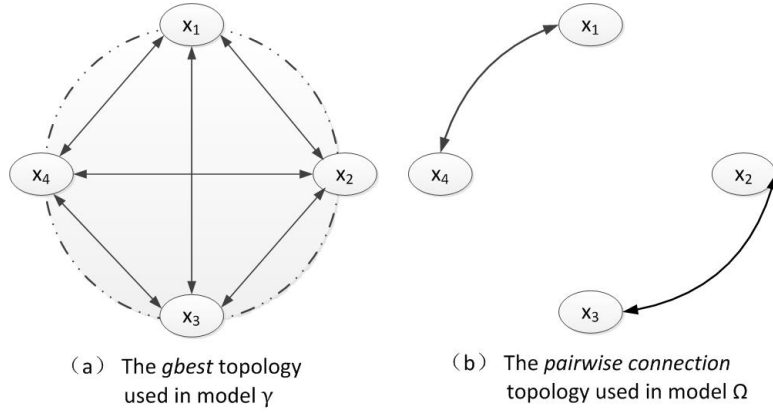 x1
x4
x2
x3
（a） The gbest topology
used in model γ
x1
x4
x2
x3
（b） The pairwise connection
topology used in model Ω